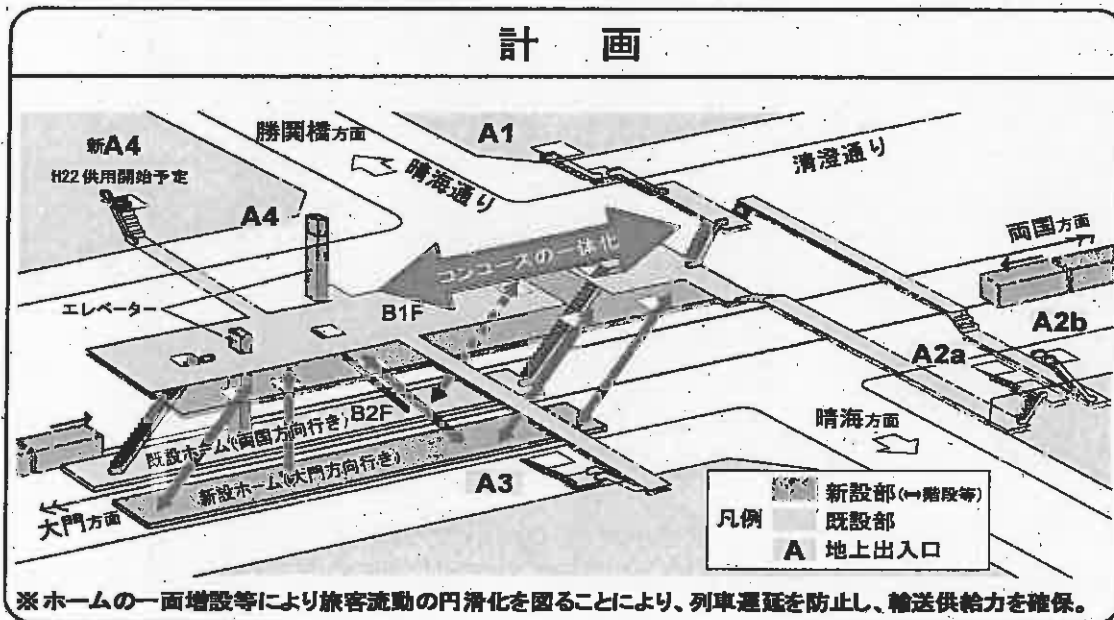 計 画
新A4
H22供用開始予定
勝鬨橋方面
A1
晴海通り
清澄通り
A4
コンコースの一体化
両国方面
エレベーター
B1F
A2b
A2a
B2F
既設ホーム(両国方向行き)
晴海方面
新設ホーム(大門方向行き)
A3
大門方面
凡例
新設部(⇔階段等)
既設部
A 地上出入口
※ホームの一面増設等により旅客流動の円滑化を図ることにより、列車遅延を防止し、輸送供給力を確保。